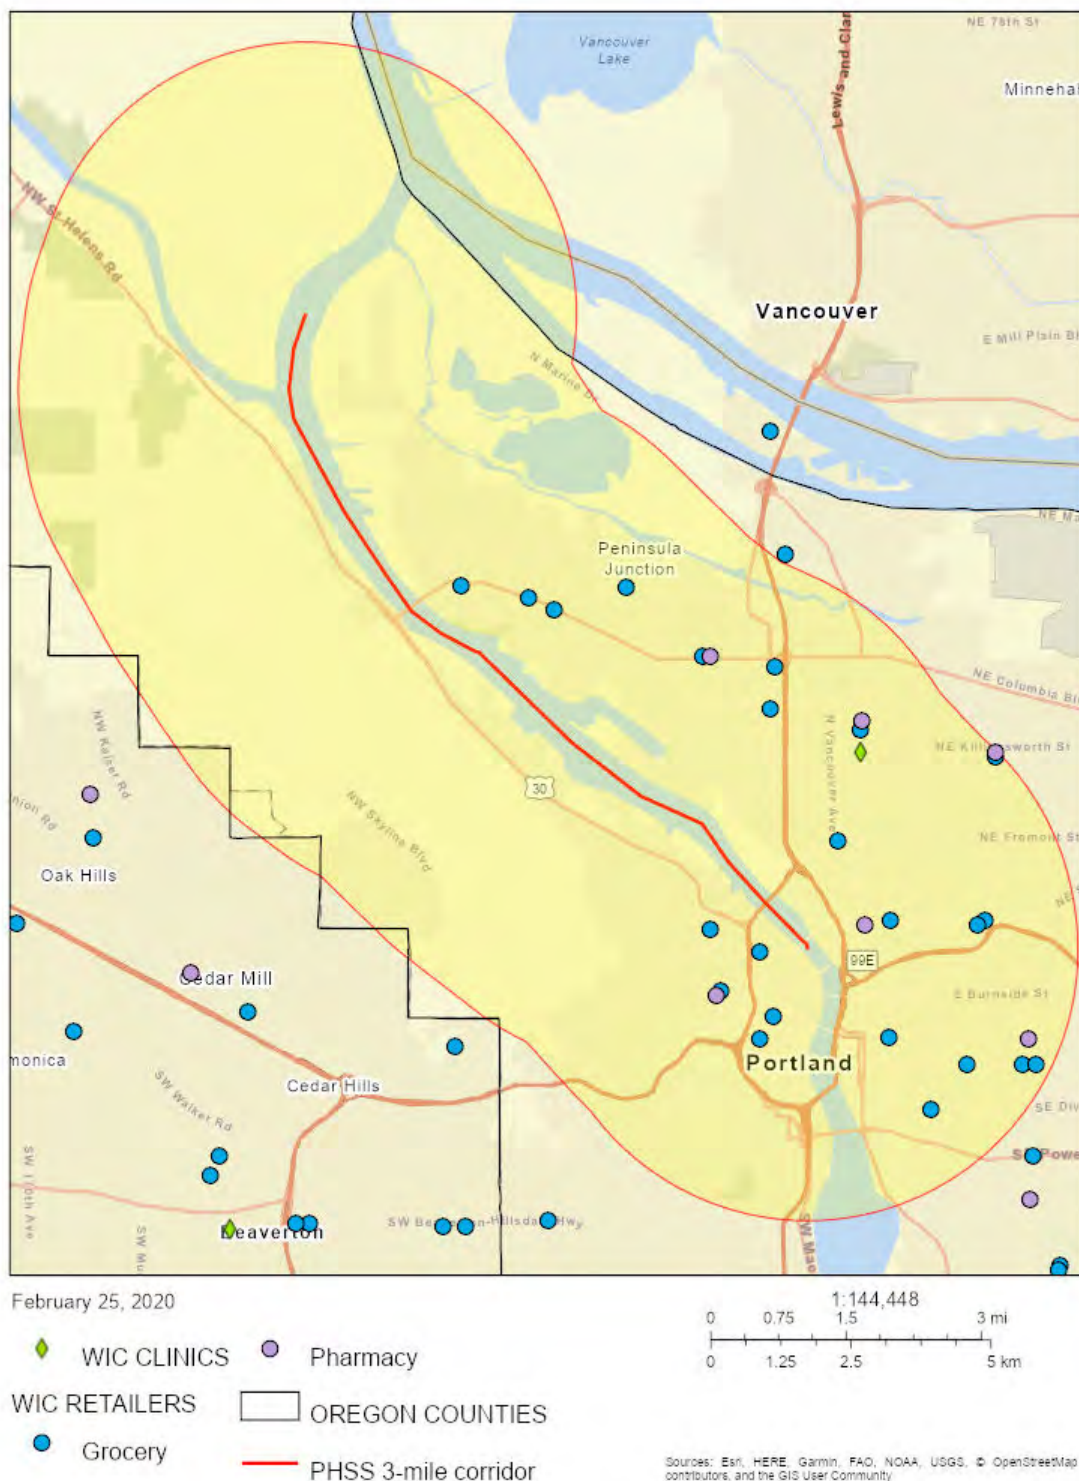 NE 78th St
Vancouver
Lake
Lewis and Clar
Minnehal
NW St Helens Rd
Vancouver
E Mill Plain Bl
N Marine Dr
NE Ma
Peninsula
Junction
NE Columbia Bl
N Vancouver Ave
NE Killingsworth St
NW Kaiser Rd
30
nion Rd
NW Skyline Blvd
NE Fremont St
Oak Hills
NE S
Cedar Mill
99E
E Burnside St
monica
Portland
Cedar Hills
SW Walker Rd
SE Div
SW 170th Ave
SE Powe
Beaverton
SW Beaverton-Hillsdale Hwy
SW Mu
SW Mac
February 25, 2020
1:144,448
0 0.75 1.5 3 mi
0 1.25 2.5 5 km
WIC CLINICS
Pharmacy
WIC RETAILERS
OREGON COUNTIES
Grocery
PHSS 3-mile corridor
Sources: Esri, HERE, Garmin, FAO, NOAA, USGS, © OpenStreetMap
contributors, and the GIS User Community